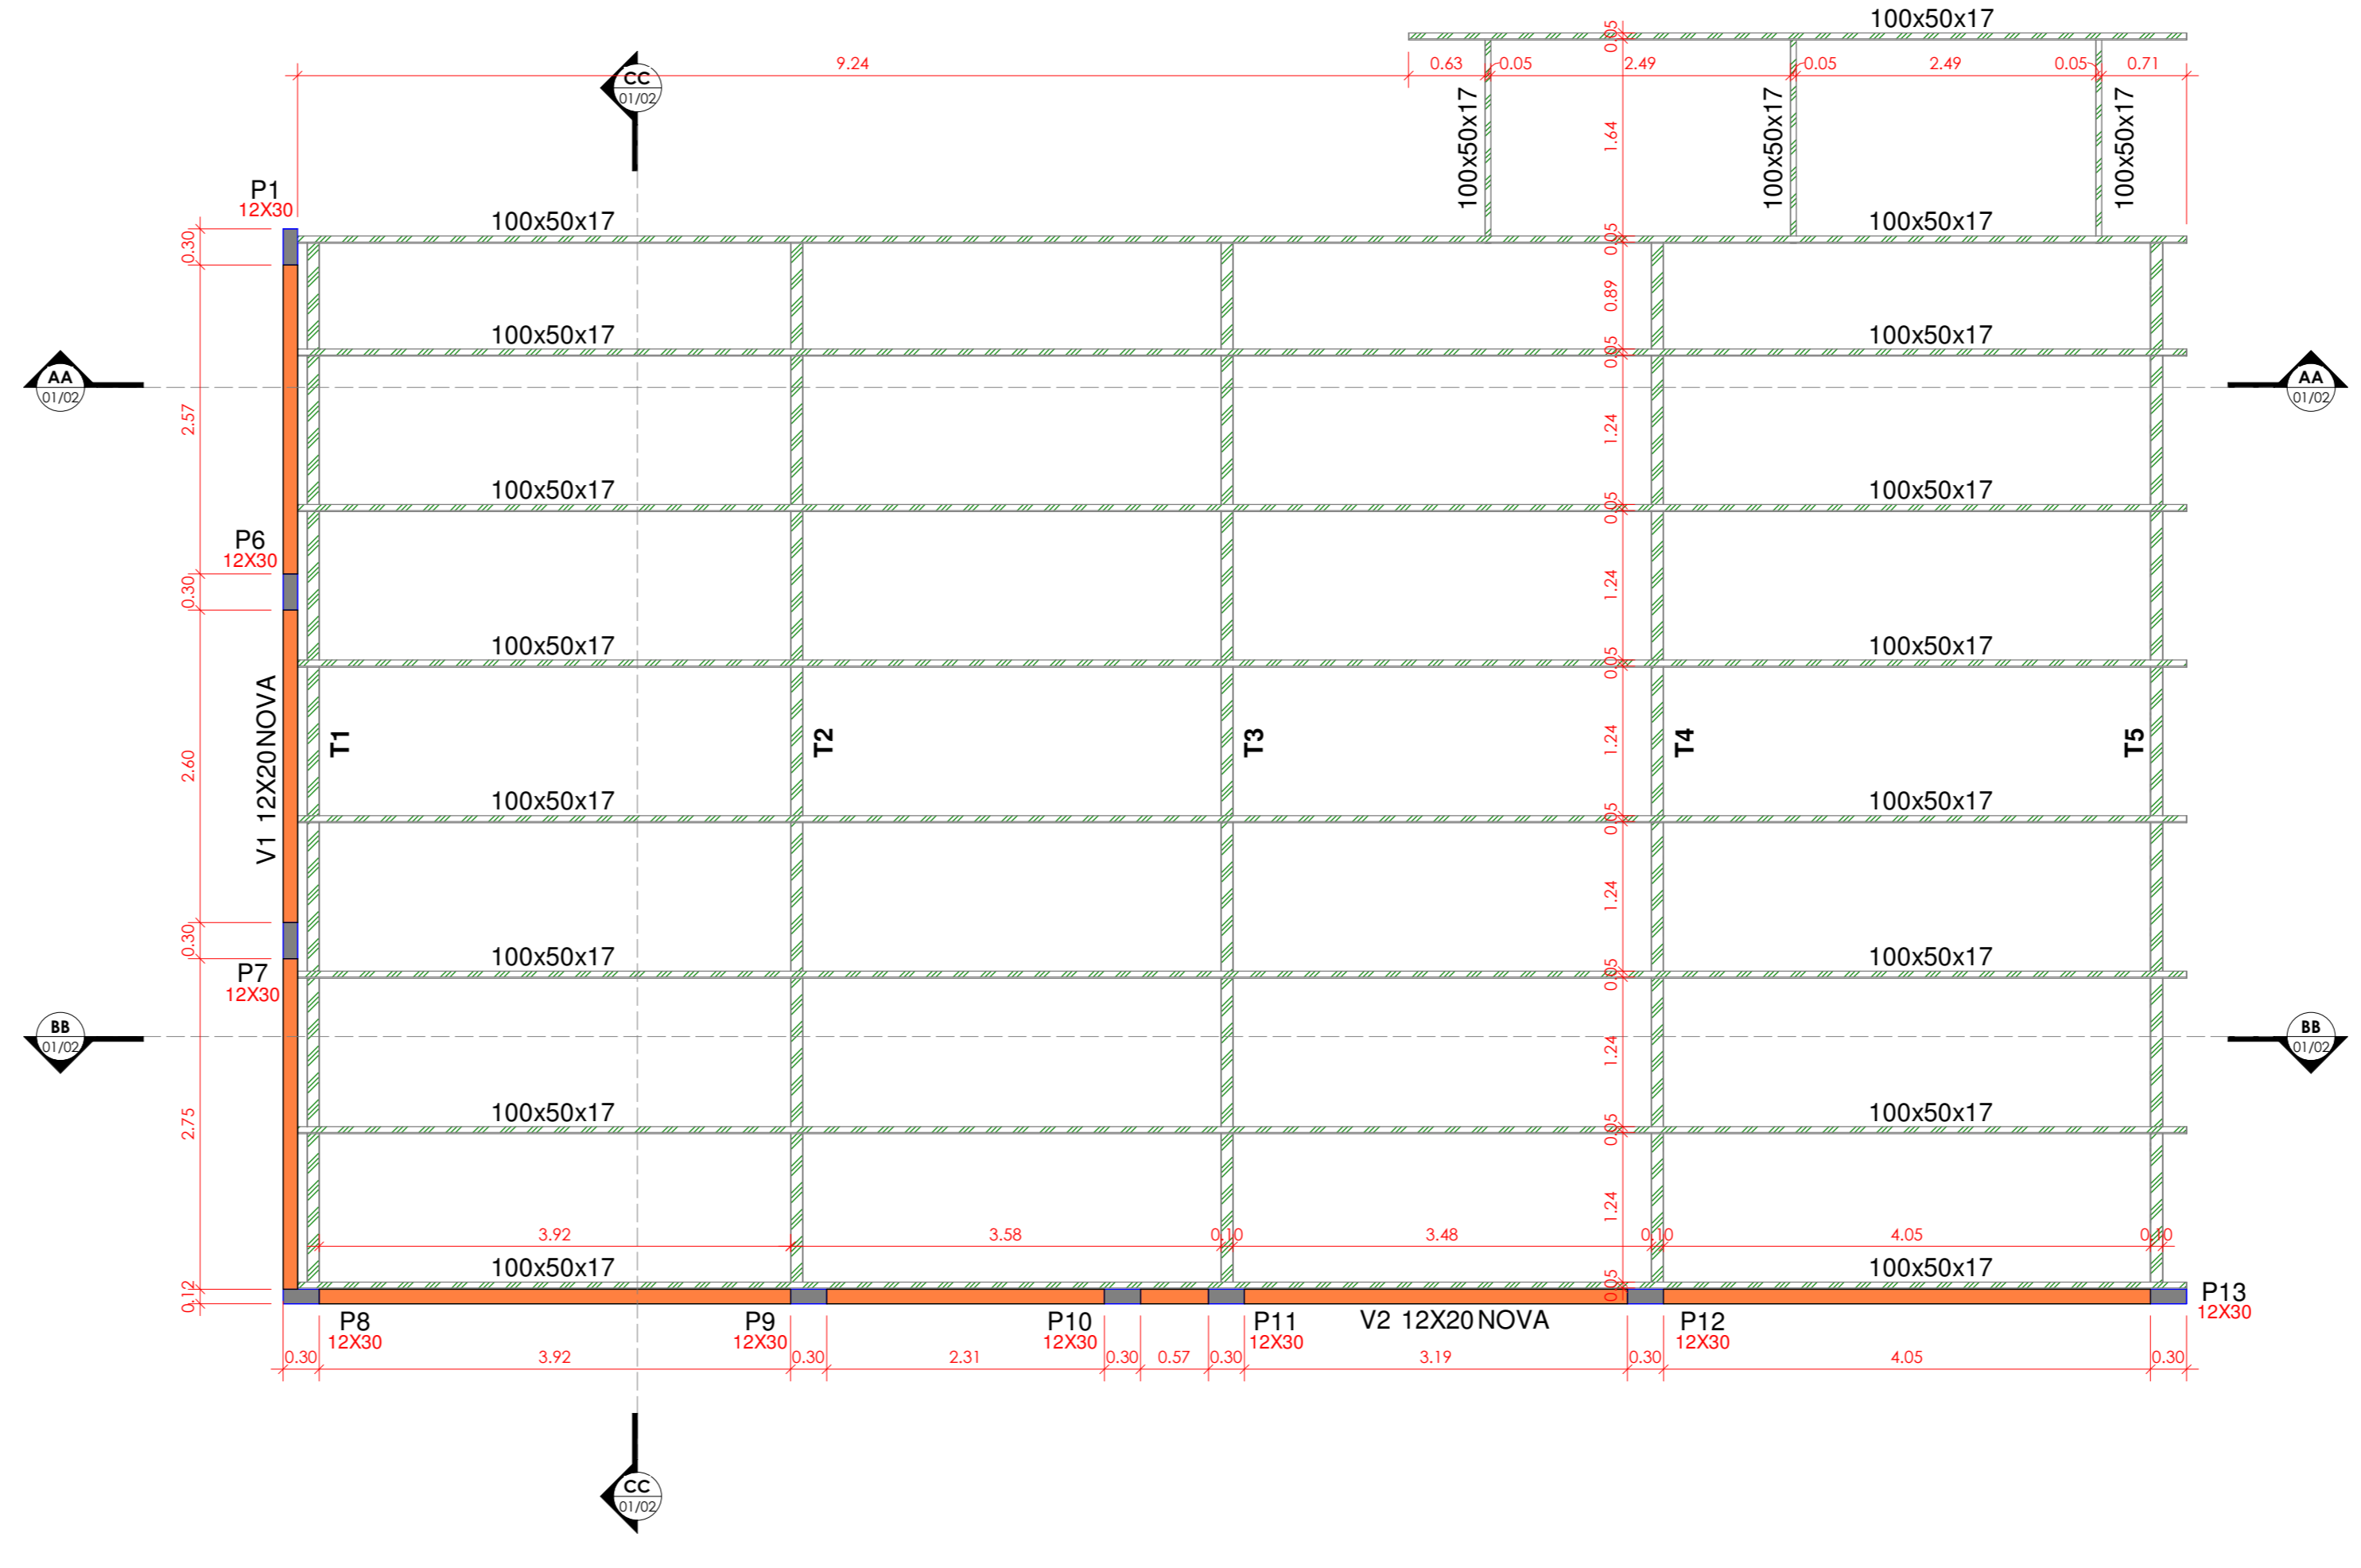 100x50x17
9.24
0.63
0.05
2.49
0.05
2.49
0.05
0.71
0.05
CC
01/02
100x50x17
100x50x17
100x50x17
1.64
P1
12X30
100x50x17
100x50x17
0.30
0.05
0.89
100x50x17
100x50x17
0.05
AA
01/02
AA
01/02
2.57
1.24
100x50x17
100x50x17
0.05
P6
12X30
0.30
1.24
100x50x17
100x50x17
0.05
V1 12X20 NOVA
2.60
T1
T2
T3
1.24
T4
T5
100x50x17
100x50x17
0.05
1.24
0.30
P7
12X30
100x50x17
100x50x17
0.05
BB
01/02
BB
01/02
1.24
2.75
100x50x17
100x50x17
0.05
1.24
3.92
3.58
0.10
3.48
0.10
4.05
0.10
100x50x17
100x50x17
0.05
0.12
P8
12X30
P9
12X30
P10
12X30
P11
12X30
V2 12X20 NOVA
P12
12X30
P13
12X30
0.30
3.92
0.30
2.31
0.30
0.57
0.30
3.19
0.30
4.05
0.30
CC
01/02